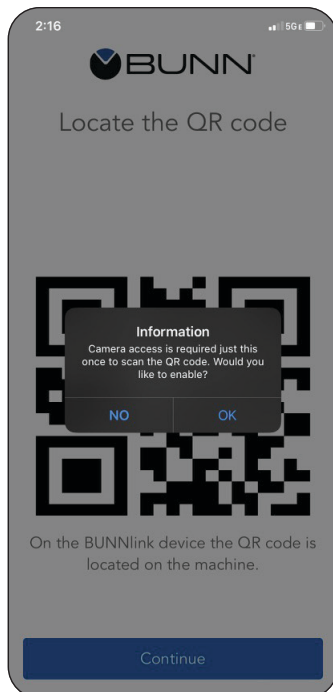 2:16
5GE
BUNN
Locate the QR code
Information
Camera access is required just this
once to scan the QR code. Would you
like to enable?
NO
OK
On the BUNNlink device the QR code is
located on the machine.
Continue